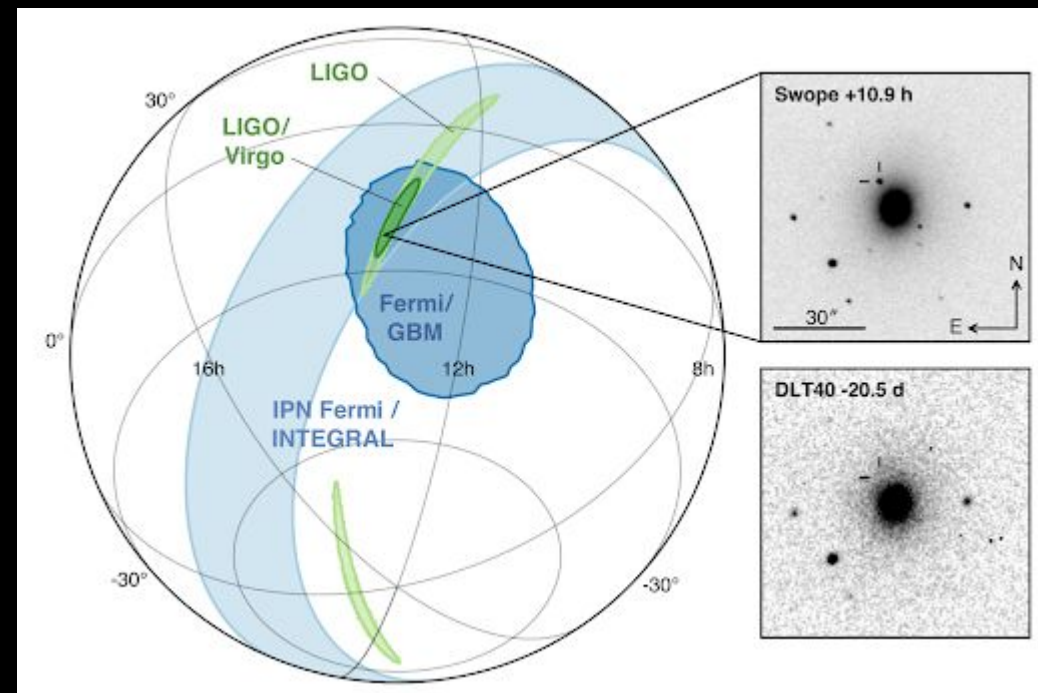 LIGO
30°
LIGO/
Virgo
Fermi/
GBM
0°
16h
12h
8h
IPN Fermi /
INTEGRAL
-30°
-30°
Swope +10.9 h
30″
N
E
DLT40 -20.5 d